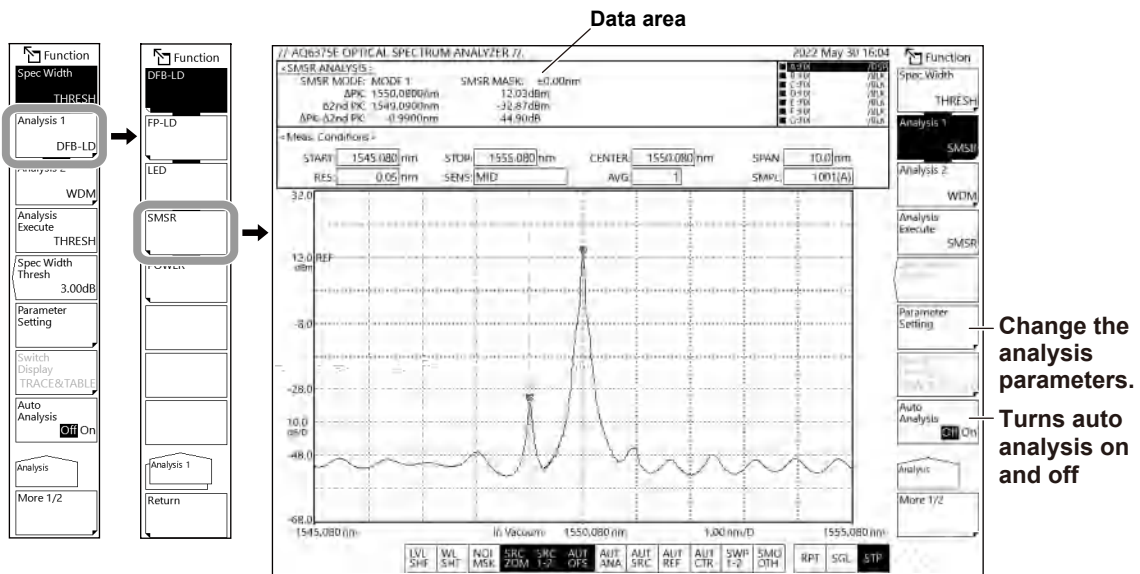 Data area
Function
Spec Width
THRESH
Analysis 1
DFB-LD
WDM
Analysis
Execute
THRESH
Spec Width
Thresh
3.00dB
Parameter
Setting
Switch
Display
TRACE&TABLE
Auto
Analysis
Off On
Analysis
More 1/2
Function
DFB-LD
FP-LD
LED
SMSR
POWER
Analysis 1
Return
// AQ6375E OPTICAL SPECTRUM ANALYZER //
2022 May 30 16:04
<SMSR ANALYSIS>
SMSR MODE: MODE 1 SMSR MASK: ±0.00nm
ΔPK: 1550.0800nm 12.03dBm
Δ2nd PK: 1549.0900nm -32.87dBm
ΔPK-Δ2nd PK: -0.9900nm 44.90dB
<Meas. Conditions>
START: 1545.080 nm STOP: 1555.080 nm CENTER: 1550.080 nm SPAN: 10.0 nm
RES: 0.05 nm SENS: MID AVG: 1 SMPL: 1001(A)
32.0
12.0 REF
dBm
-8.0
-28.0
10.0
dB/D
-48.0
-68.0
1545.080 nm In Vacuum 1550.080 nm 1.00 nm/D 1555.080 nm
LVL SHF WL SHT NOI MSK SRC ZOM SRC 1-2 AUT OFS AUT ANA AUT SRC AUT REF AUT CTR SWP 1-2 SMO OTH RPT SGL STP
Function
Spec Width
THRESH
Analysis 1
SMSR
Analysis 2
WDM
Analysis
Execute
SMSR
Parameter
Setting
Auto
Analysis
Off On
Analysis
More 1/2
Change the
analysis
parameters.
Turns auto
analysis on
and off